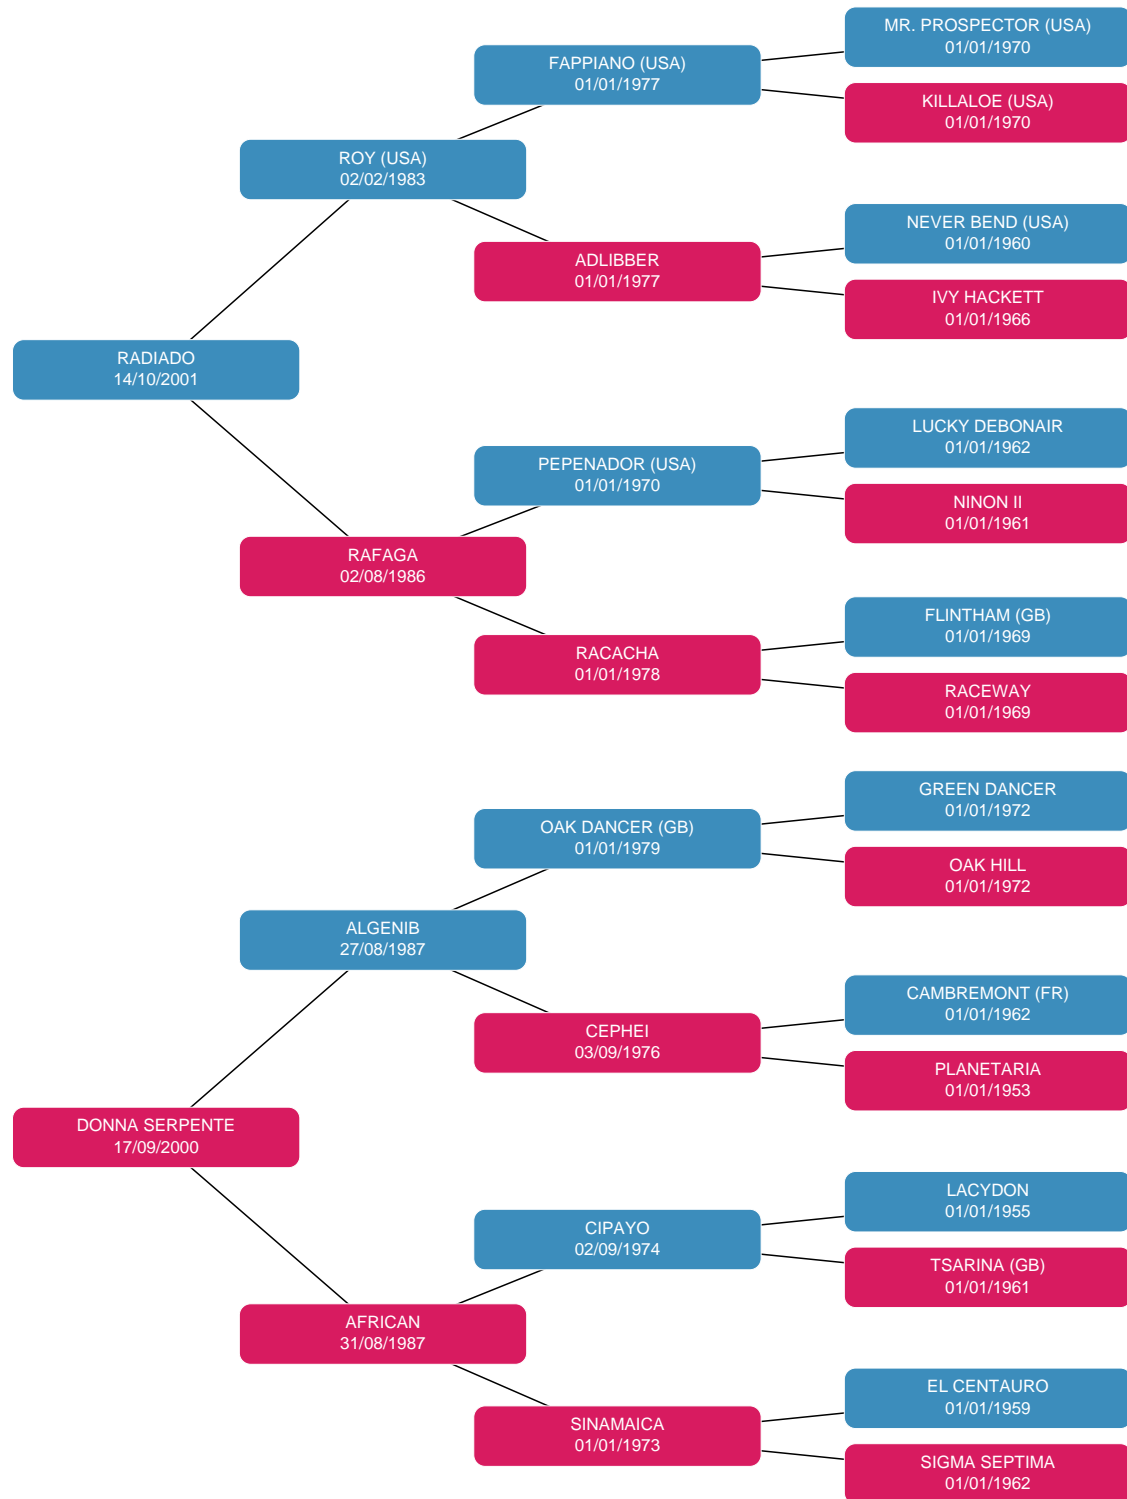 MR. PROSPECTOR (USA)
01/01/1970
FAPPIANO (USA)
01/01/1977
KILLALOE (USA)
01/01/1970
ROY (USA)
02/02/1983
NEVER BEND (USA)
01/01/1960
ADLIBBER
01/01/1977
IVY HACKETT
01/01/1966
RADIADO
14/10/2001
LUCKY DEBONAIR
01/01/1962
PEPENADOR (USA)
01/01/1970
NINON II
01/01/1961
RAFAGA
02/08/1986
FLINTHAM (GB)
01/01/1969
RACACHA
01/01/1978
RACEWAY
01/01/1969
GREEN DANCER
01/01/1972
OAK DANCER (GB)
01/01/1979
OAK HILL
01/01/1972
ALGENIB
27/08/1987
CAMBREMONT (FR)
01/01/1962
CEPHEI
03/09/1976
PLANETARIA
01/01/1953
DONNA SERPENTE
17/09/2000
LACYDON
01/01/1955
CIPAYO
02/09/1974
TSARINA (GB)
01/01/1961
AFRICAN
31/08/1987
EL CENTAURO
01/01/1959
SINAMAICA
01/01/1973
SIGMA SEPTIMA
01/01/1962